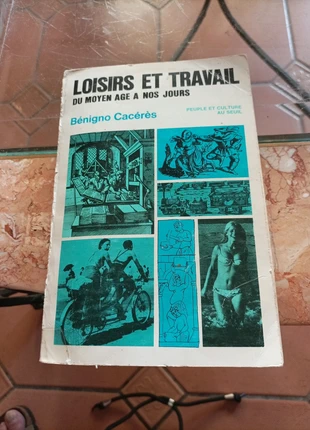 LOISIRS ET TRAVAIL
DU MOYEN AGE A NOS JOURS
Bénigno Cacérès
PEUPLE ET CULTURE
AU SEUIL